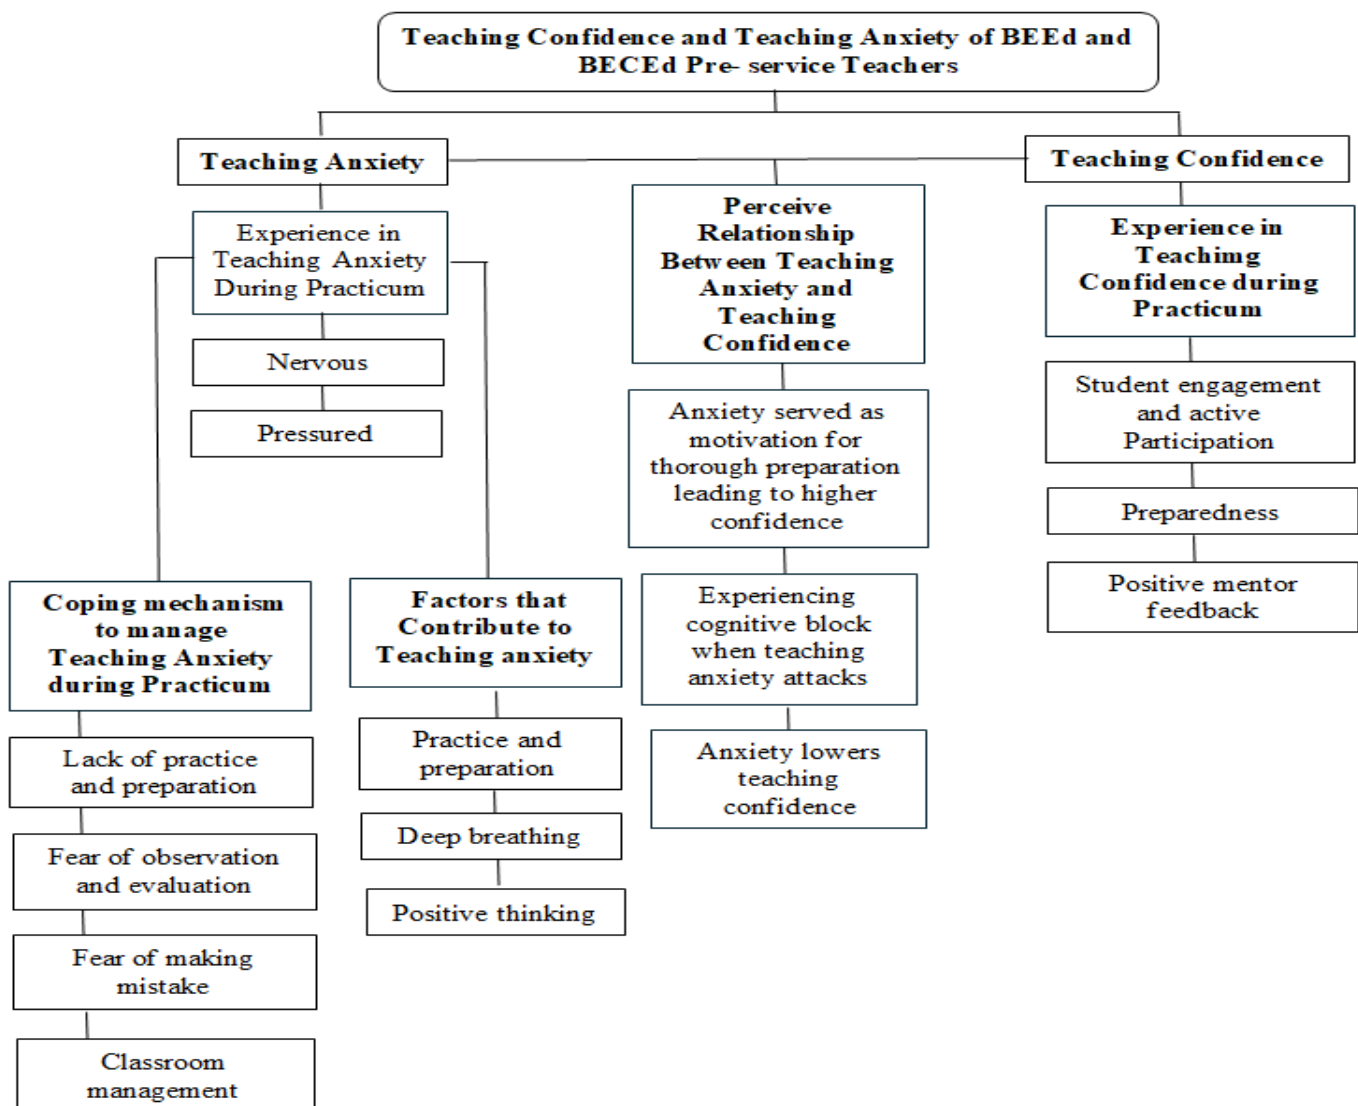 Teaching Confidence and Teaching Anxiety of BEEd and
BECEd Pre- service Teachers
Teaching Anxiety
Teaching Confidence
Experience in
Teaching Anxiety
During Practicum
Nervous
Pressured
Perceive
Relationship
Between Teaching
Anxiety and
Teaching
Confidence
Anxiety served as
motivation for
thorough preparation
leading to higher
confidence
Experiencing
cognitive block
when teaching
anxiety attacks
Anxiety lowers
teaching
confidence
Experience in
Teachimg
Confidence during
Practicum
Student engagement
and active
Participation
Preparedness
Positive mentor
feedback
Coping mechanism
to manage
Teaching Anxiety
during Practicum
Lack of practice
and preparation
Fear of observation
and evaluation
Fear of making
mistake
Classroom
management
Factors that
Contribute to
Teaching anxiety
Practice and
preparation
Deep breathing
Positive thinking